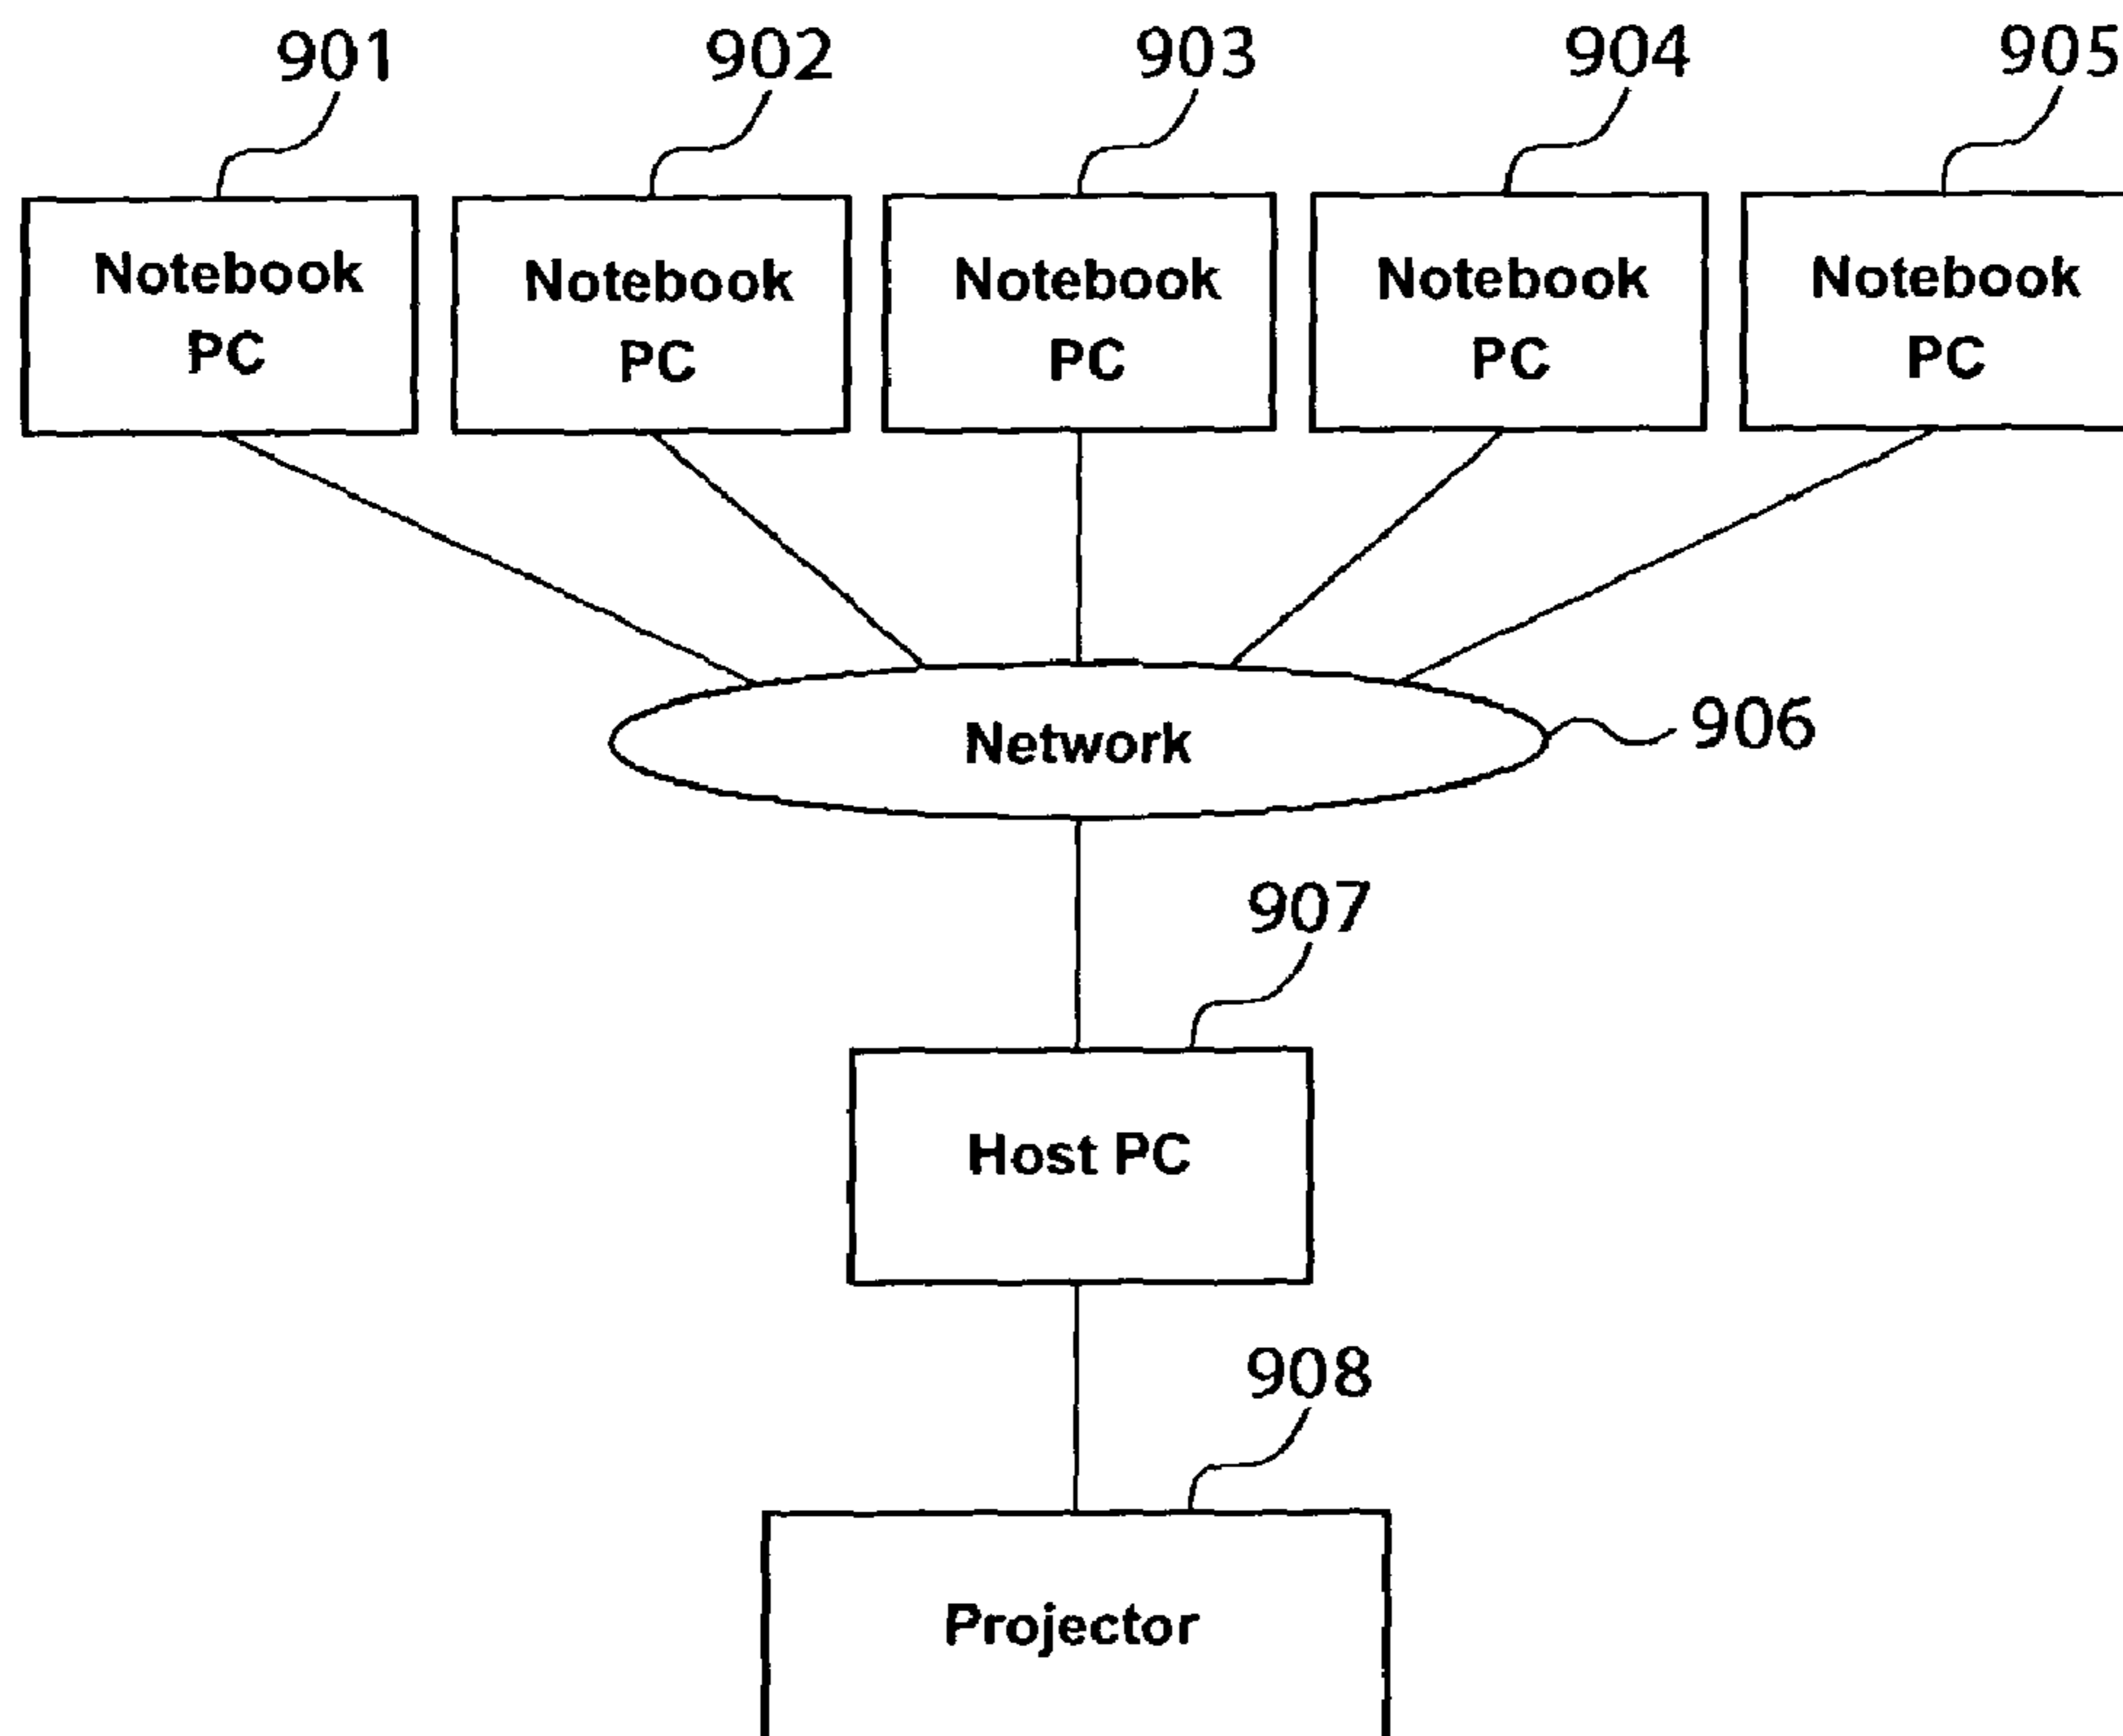 901 902 903 904 905
Notebook Notebook Notebook Notebook Notebook
PC PC PC PC PC
Network 906
907
Host PC
908
Projector